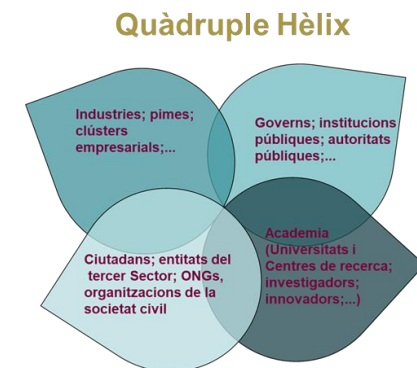 Quàdruple Hèlix
Industries; pimes;
clústers
empresarials;...
Governs; institucions
públiques; autoritats
públiques;...
Ciutadans; entitats del
tercer Sector; ONGs,
organitzacions de la
societat civil
Academia
(Universitats i
Centres de recerca;
investigadors;
innovadors;...)